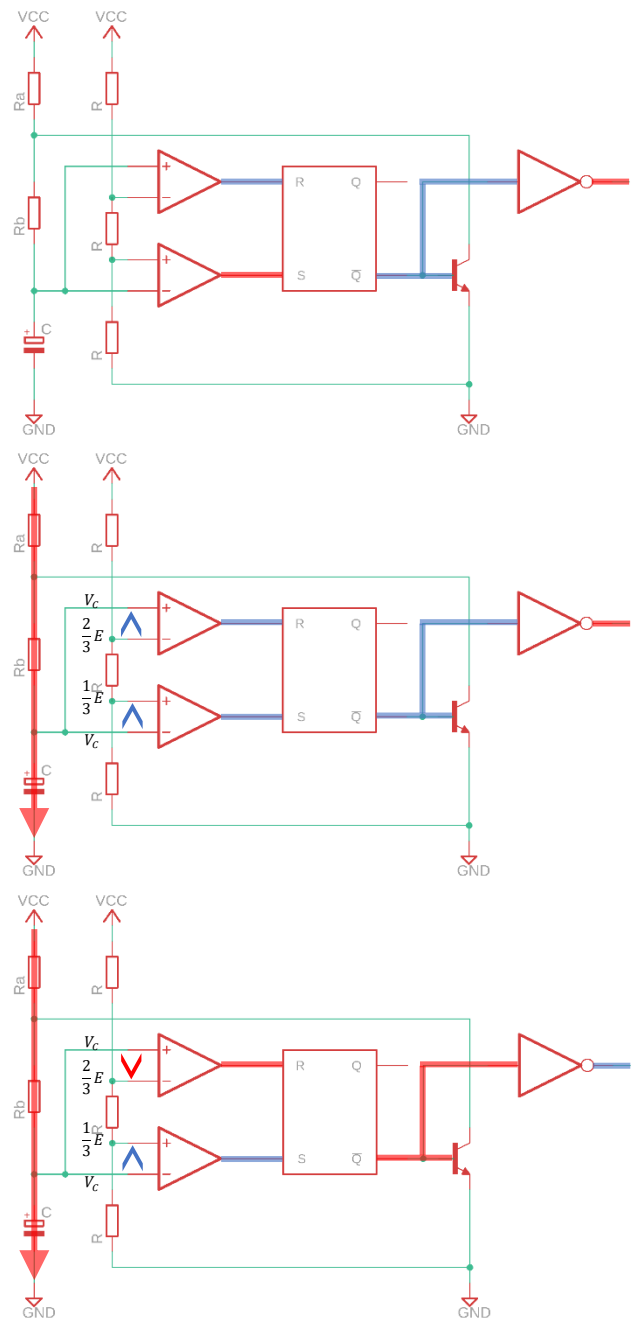 VCC VCC
Ra R
+ R Q
−
Rb R
+ S Q̅
−
+ C
R
GND GND
VCC VCC
Ra R
V_C + R Q
2/3 E −
Rb R
1/3 E + S Q̅
V_C −
+ C
R
GND GND
VCC VCC
Ra R
V_C + R Q
2/3 E −
Rb R
1/3 E + S Q̅
V_C −
+ C
R
GND GND